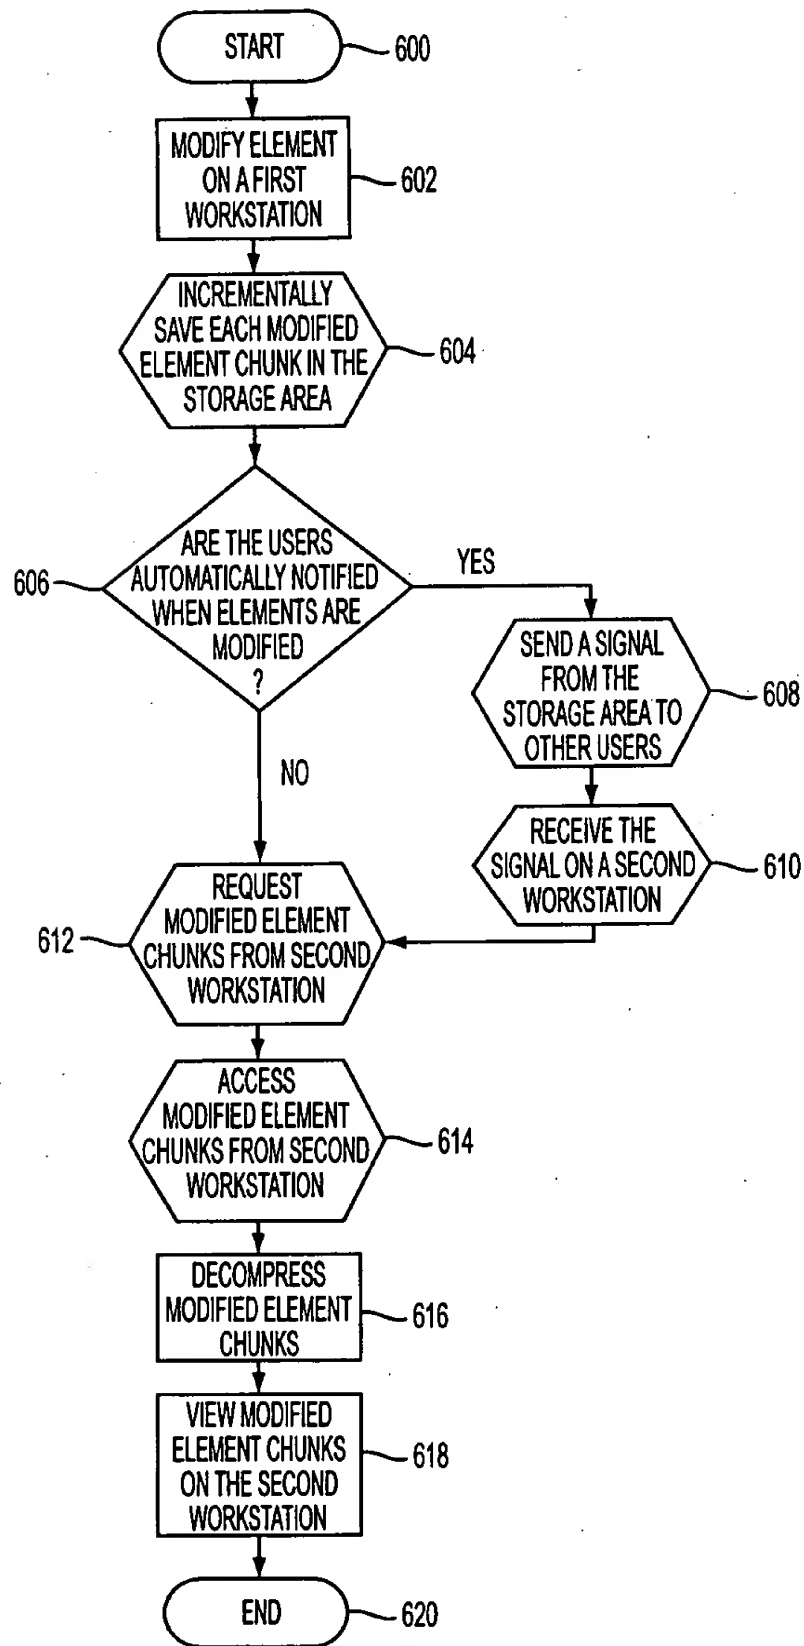 START
600
MODIFY ELEMENT
ON A FIRST
WORKSTATION
602
INCREMENTALLY
SAVE EACH MODIFIED
ELEMENT CHUNK IN THE
STORAGE AREA
604
ARE THE USERS
AUTOMATICALLY NOTIFIED
WHEN ELEMENTS ARE
MODIFIED
?
606
YES
SEND A SIGNAL
FROM THE
STORAGE AREA TO
OTHER USERS
608
NO
RECEIVE THE
SIGNAL ON A SECOND
WORKSTATION
610
REQUEST
MODIFIED ELEMENT
CHUNKS FROM SECOND
WORKSTATION
612
ACCESS
MODIFIED ELEMENT
CHUNKS FROM SECOND
WORKSTATION
614
DECOMPRESS
MODIFIED ELEMENT
CHUNKS
616
VIEW MODIFIED
ELEMENT CHUNKS
ON THE SECOND
WORKSTATION
618
END
620